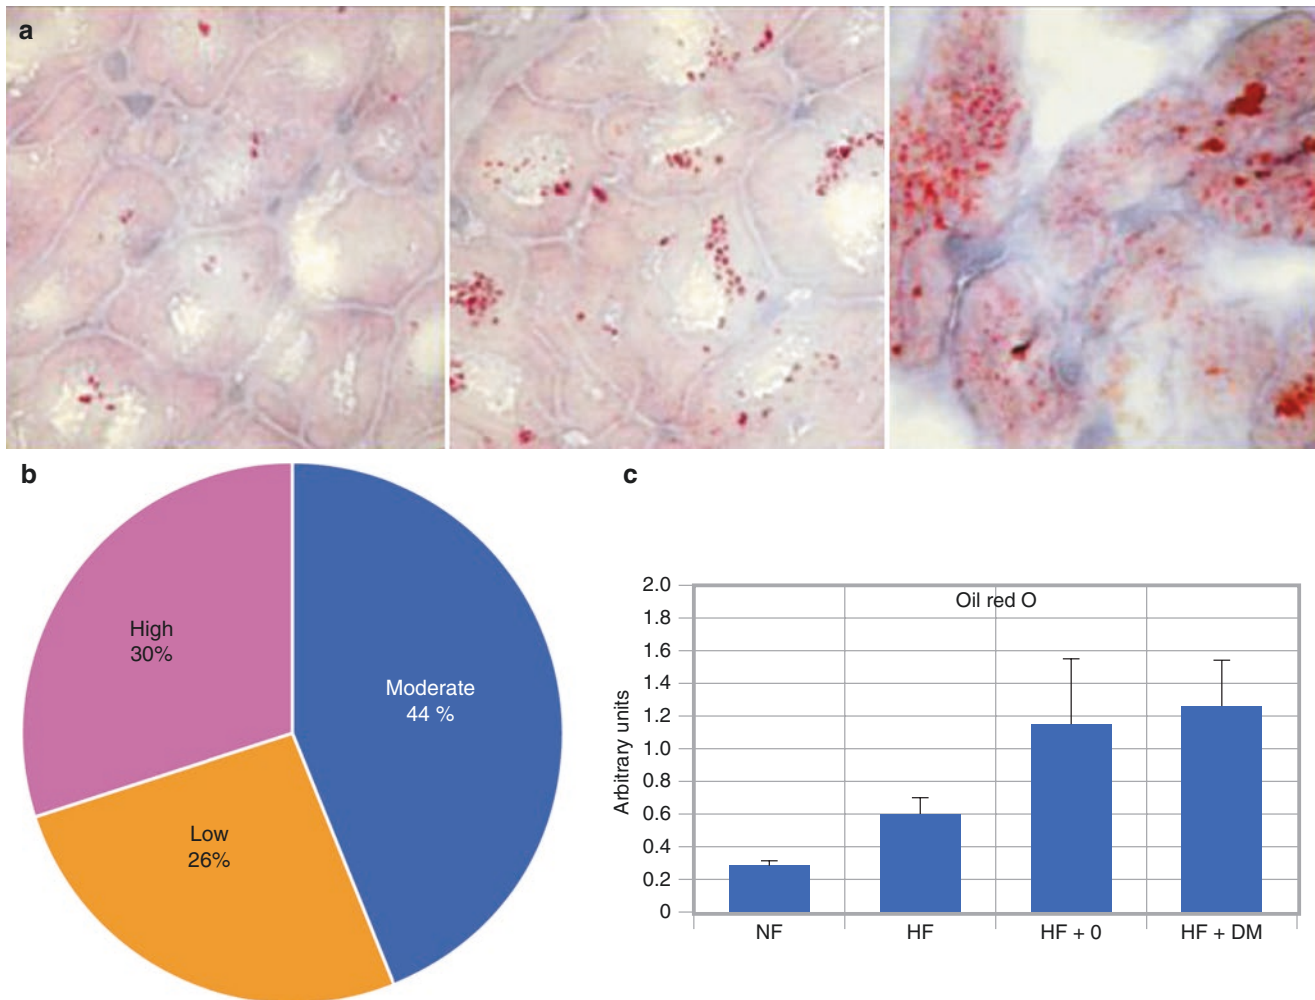 a
b
High
30%
Moderate
44 %
Low
26%
c
Oil red O
Arbitrary units
2.0
1.8
1.6
1.4
1.2
1.0
0.8
0.6
0.4
0.2
0
NF
HF
HF + 0
HF + DM